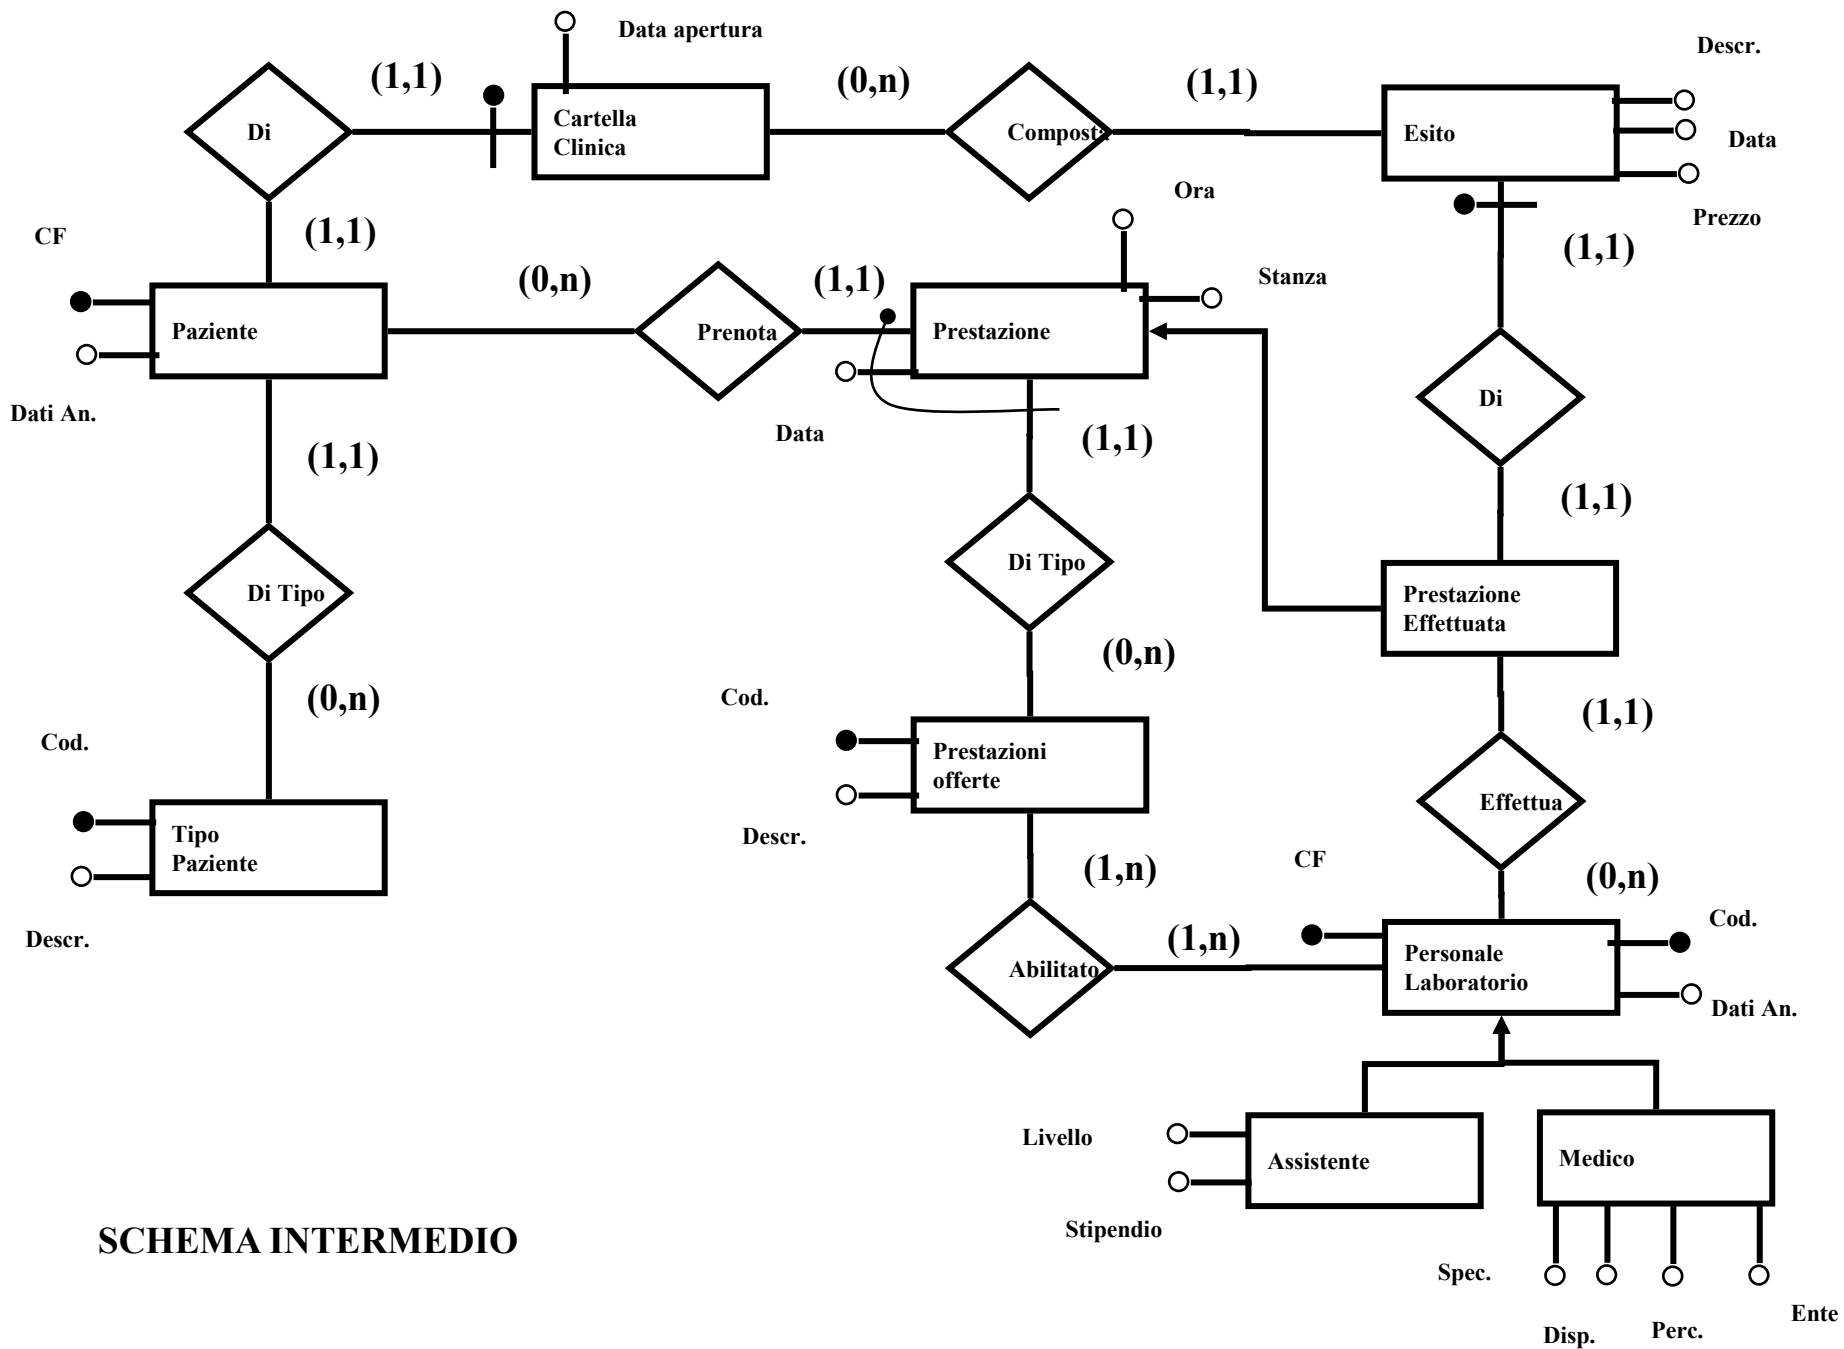 Data apertura
Descr.
(1,1)
(0,n)
(1,1)
Di
Cartella
Clinica
Composta
Esito
Data
Ora
Prezzo
CF
(1,1)
(1,1)
(0,n)
(1,1)
Stanza
Paziente
Prenota
Prestazione
Dati An.
Data
(1,1)
(1,1)
Di
(1,1)
Di Tipo
Di Tipo
Prestazione
Effettuata
(0,n)
(0,n)
Cod.
(1,1)
Cod.
Prestazioni
offerte
Effettua
Tipo
Paziente
Descr.
CF
(1,n)
(0,n)
Descr.
(1,n)
Cod.
Abilitato
Personale
Laboratorio
Dati An.
Livello
Assistente
Medico
Stipendio
SCHEMA INTERMEDIO
Spec.
Ente
Disp.
Perc.